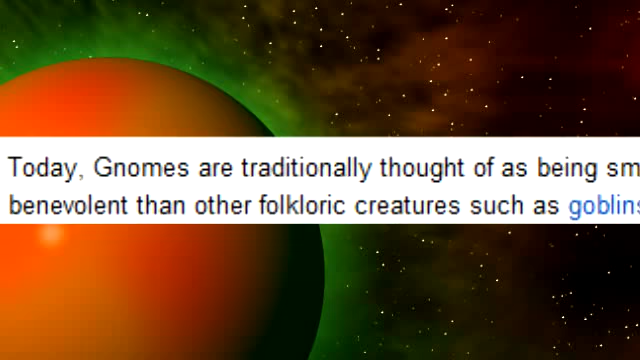 Today, Gnomes are traditionally thought of as being sm
benevolent than other folkloric creatures such as goblins